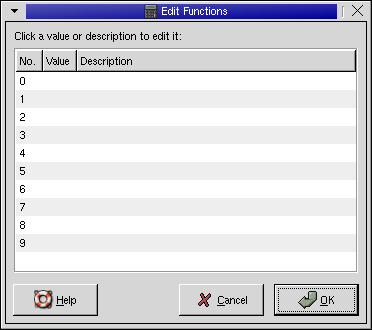 Edit Functions
Click a value or description to edit it:
No. Value Description
0
1
2
3
4
5
6
7
8
9
Help Cancel OK